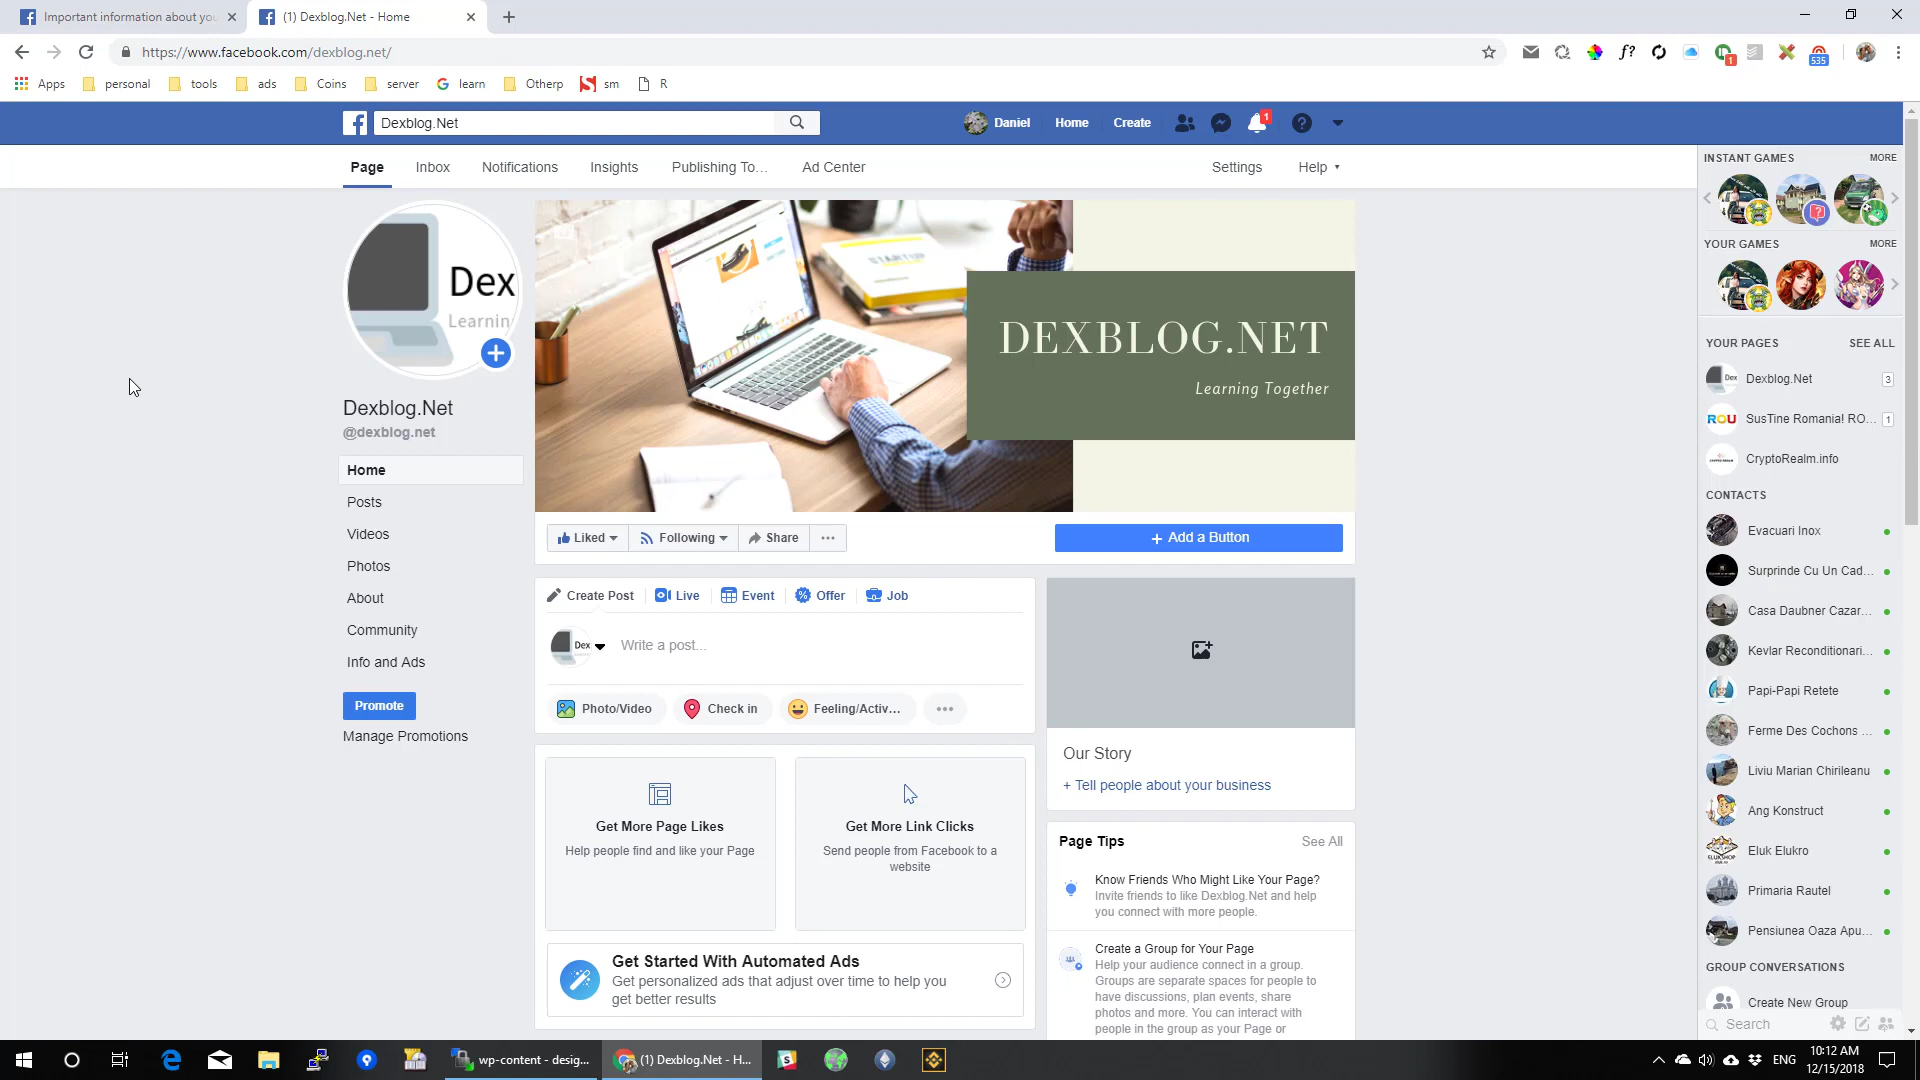 Important information about you
(1) Dexblog.Net - Home
https://www.facebook.com/dexblog.net/
f?
1
535
Apps
personal
tools
ads
Coins
server
learn
Otherp
sm
R
Dexblog.Net
Daniel
Home
Create
1
Page
Inbox
Notifications
Insights
Publishing To...
Ad Center
Settings
Help
Dex
Learnin
Dexblog.Net
@dexblog.net
Home
Posts
Videos
Photos
About
Community
Info and Ads
Promote
Manage Promotions
STARTUP
DEXBLOG.NET
Learning Together
Liked
Following
Share
+ Add a Button
Create Post
Live
Event
Offer
Job
Dex
Write a post...
Photo/Video
Check in
Feeling/Activ...
Get More Page Likes
Help people find and like your Page
Get More Link Clicks
Send people from Facebook to a
website
Get Started With Automated Ads
Get personalized ads that adjust over time to help you
get better results
Our Story
+ Tell people about your business
Page Tips
See All
Know Friends Who Might Like Your Page?
Invite friends to like Dexblog.Net and help
you connect with more people.
Create a Group for Your Page
Help your audience connect in a group.
Groups are separate spaces for people to
have discussions, plan events, share
photos and more. You can interact with
people in the group as your Page or
INSTANT GAMES
MORE
YOUR GAMES
MORE
YOUR PAGES
SEE ALL
Dex
Dexblog.Net
3
ROU
SusTine Romania! RO...
1
CryptoRealm.info
CONTACTS
Evacuari Inox
Surprinde Cu Un Cad...
Casa Daubner Cazar...
Kevlar Reconditionari...
Papi-Papi Retete
Ferme Des Cochons ...
Liviu Marian Chirileanu
Ang Konstruct
Eluk Elukro
Primaria Rautel
Pensiunea Oaza Apu...
GROUP CONVERSATIONS
Create New Group
Search
wp-content - desig...
(1) Dexblog.Net - H...
ENG
10:12 AM
12/15/2018